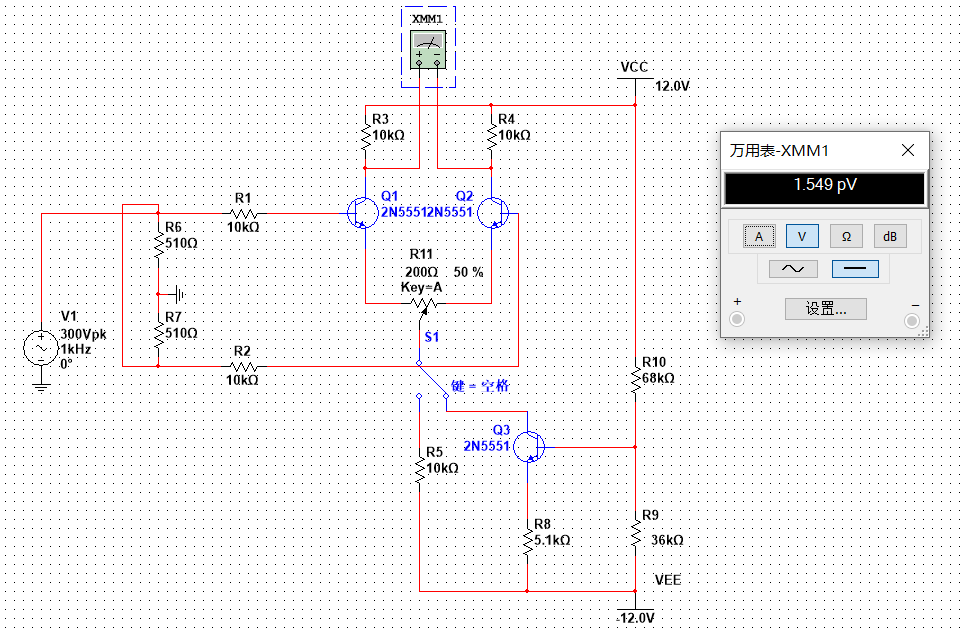 XMM1
VCC
12.0V
R3
10kΩ
R4
10kΩ
万用表-XMM1
1.549 pV
A
V
Ω
dB
+
−
设置...
Q1
2N5551
Q2
2N5551
R1
10kΩ
R6
510Ω
R11
200Ω
50 %
Key=A
R7
510Ω
V1
300Vpk
1kHz
0°
S1
R2
10kΩ
键 = 空格
R10
68kΩ
Q3
2N5551
R5
10kΩ
R8
5.1kΩ
R9
36kΩ
VEE
-12.0V